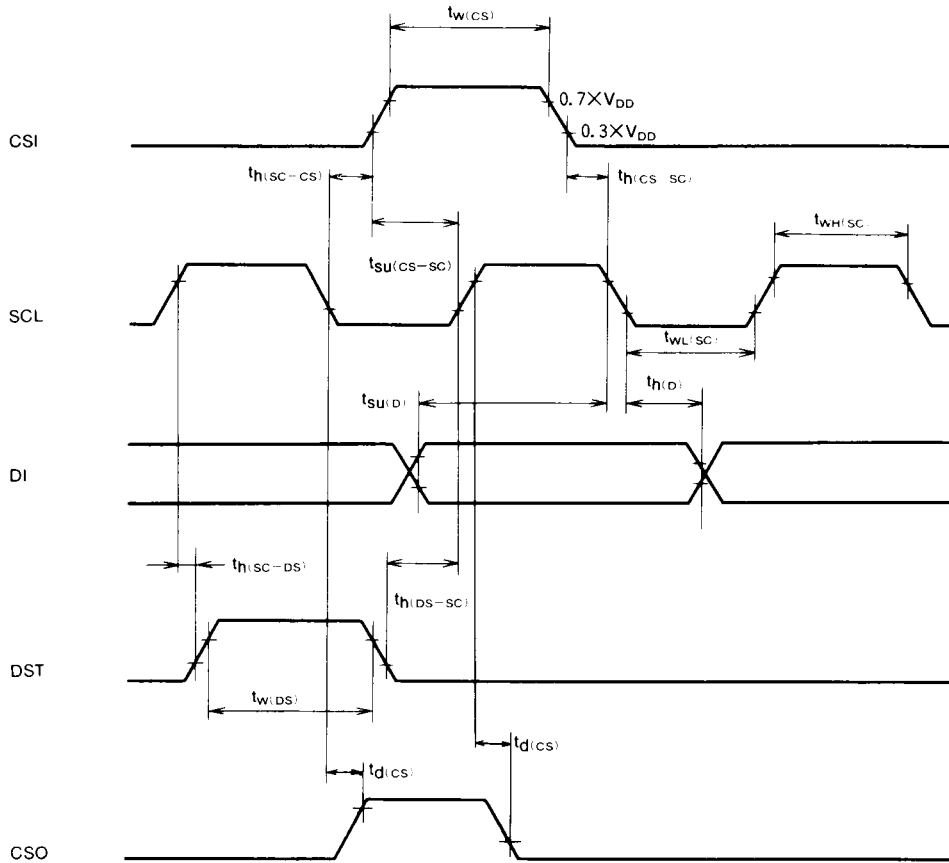 tw(CS)
0.7×VDD
CSI
0.3×VDD
th(SC-CS)
th(CS-SC)
twH(SC)
tsu(CS-SC)
SCL
twL(SC)
tsu(D)
th(D)
DI
th(SC-DS)
th(DS-SC)
DST
tw(DS)
td(CS)
td(CS)
CSO